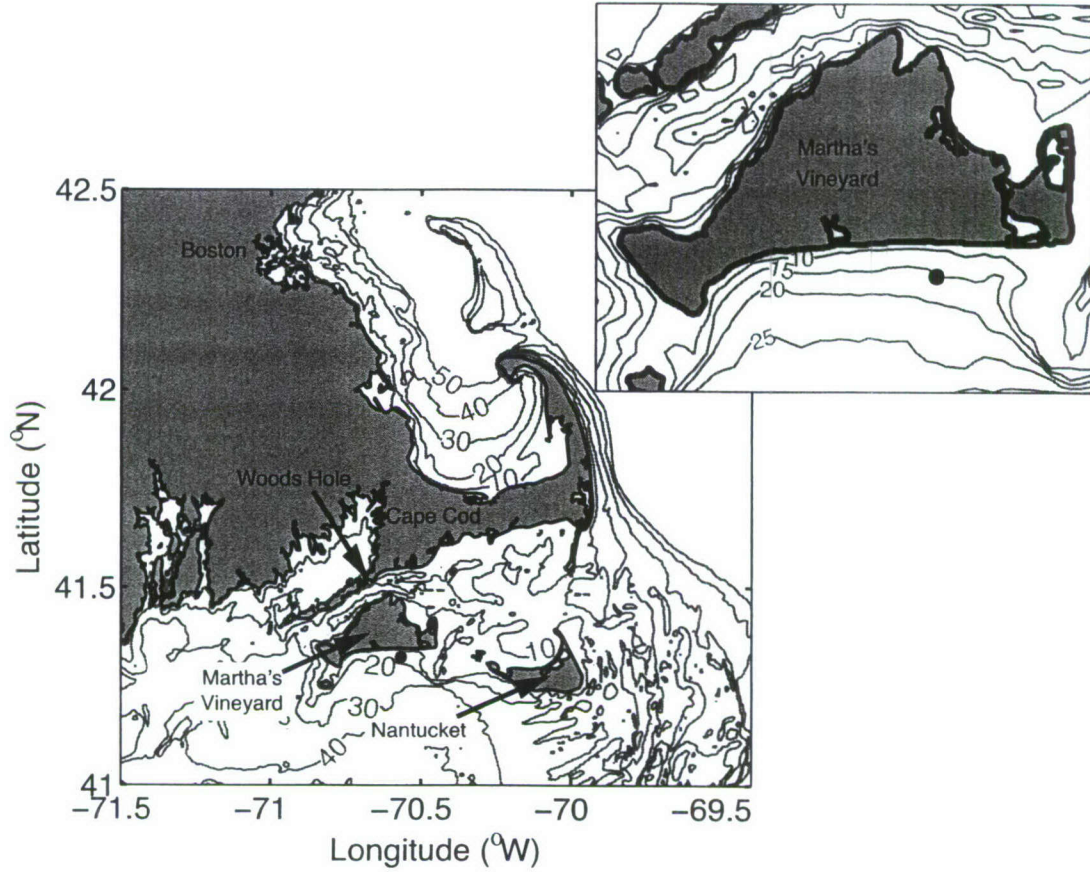 Martha's
Vineyard
10
15
20
25
42.5
42
41.5
41
Boston
50
40
30
20
10
Woods Hole
Cape Cod
10
20
30
40
Martha's
Vineyard
Nantucket
−71.5
−71
−70.5
−70
−69.5
Latitude (°N)
Longitude (°W)